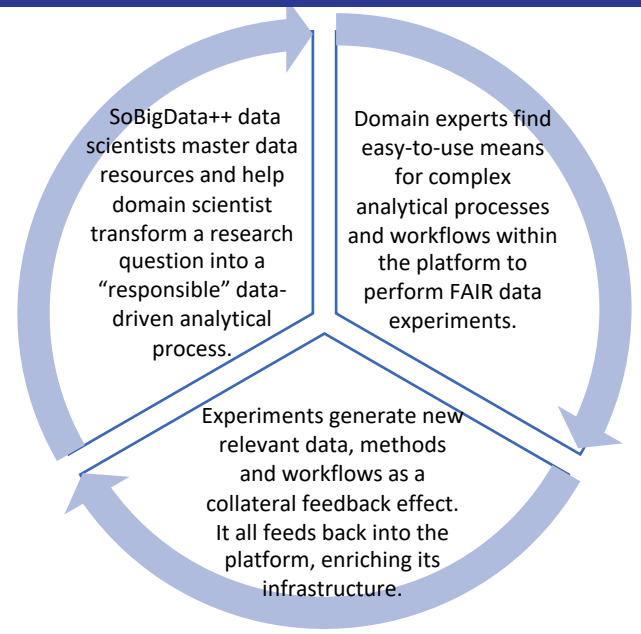 SoBigData++ data
scientists master data
resources and help
domain scientist
transform a research
question into a
“responsible” data-
driven analytical
process.
Domain experts find
easy-to-use means
for complex
analytical processes
and workflows within
the platform to
perform FAIR data
experiments.
Experiments generate new
relevant data, methods
and workflows as a
collateral feedback effect.
It all feeds back into the
platform, enriching its
infrastructure.